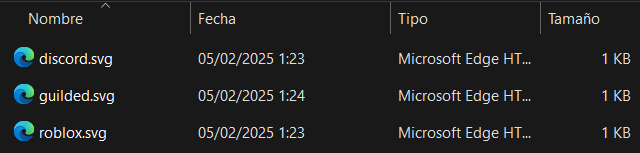 Nombre Fecha Tipo Tamaño
discord.svg 05/02/2025 1:23 Microsoft Edge HT... 1 KB
guilded.svg 05/02/2025 1:24 Microsoft Edge HT... 1 KB
roblox.svg 05/02/2025 1:23 Microsoft Edge HT... 1 KB